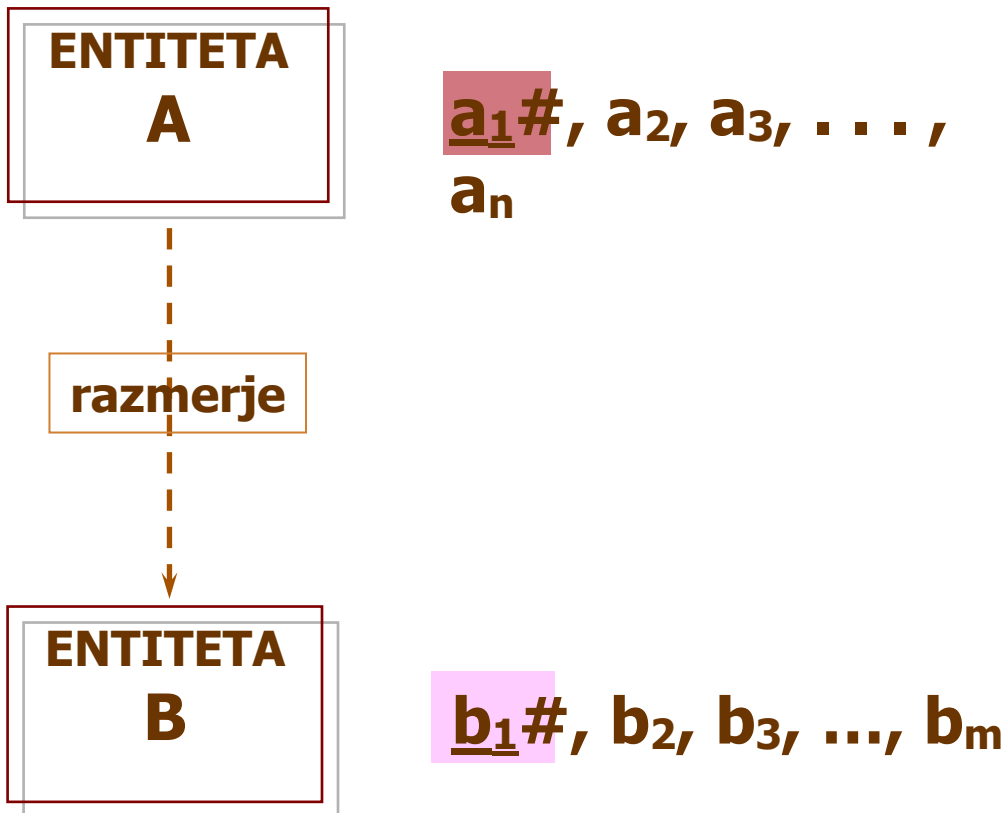 ENTITETA
A
a₁#, a₂, a₃, . . . ,
aₙ
razmerje
ENTITETA
B
b₁#, b₂, b₃, ..., bₘ